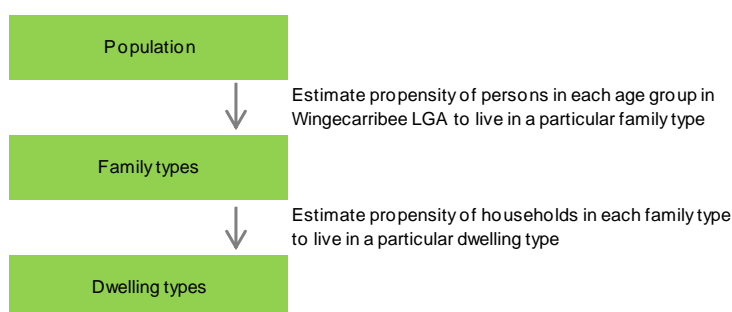 Population
Estimate propensity of persons in each age group in
Wingecarribee LGA to live in a particular family type
Family types
Estimate propensity of households in each family type
to live in a particular dwelling type
Dwelling types